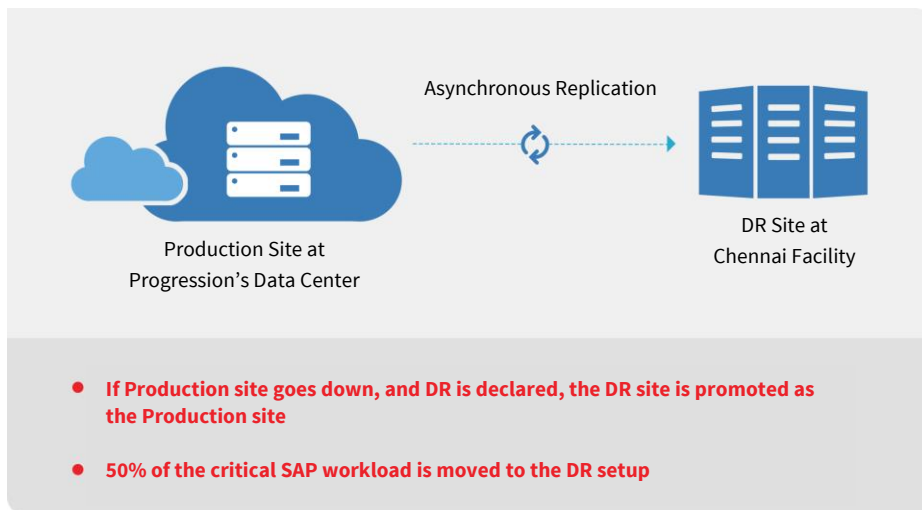 Asynchronous Replication
Production Site at
Progression’s Data Center
DR Site at
Chennai Facility
If Production site goes down, and DR is declared, the DR site is promoted as
the Production site
50% of the critical SAP workload is moved to the DR setup